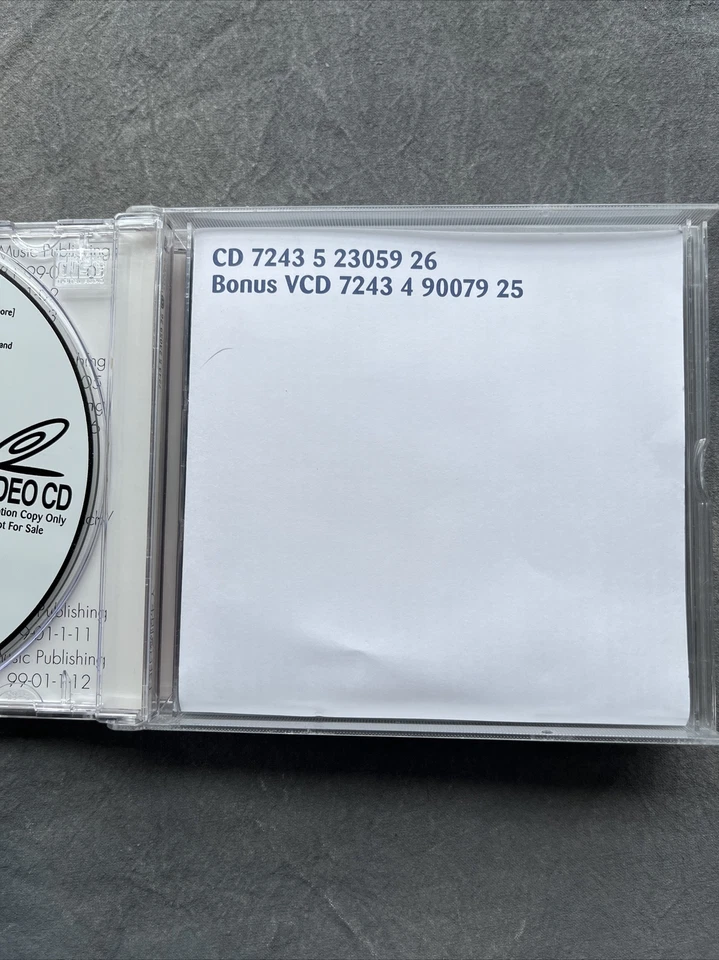 CD 7243 5 23059 26
Bonus VCD 7243 4 90079 25
Music Publishing
ore]
and
DEO CD
tion Copy Only
ot For Sale
Publishing
9-01-1-11
usic Publishing
99-01-1-12